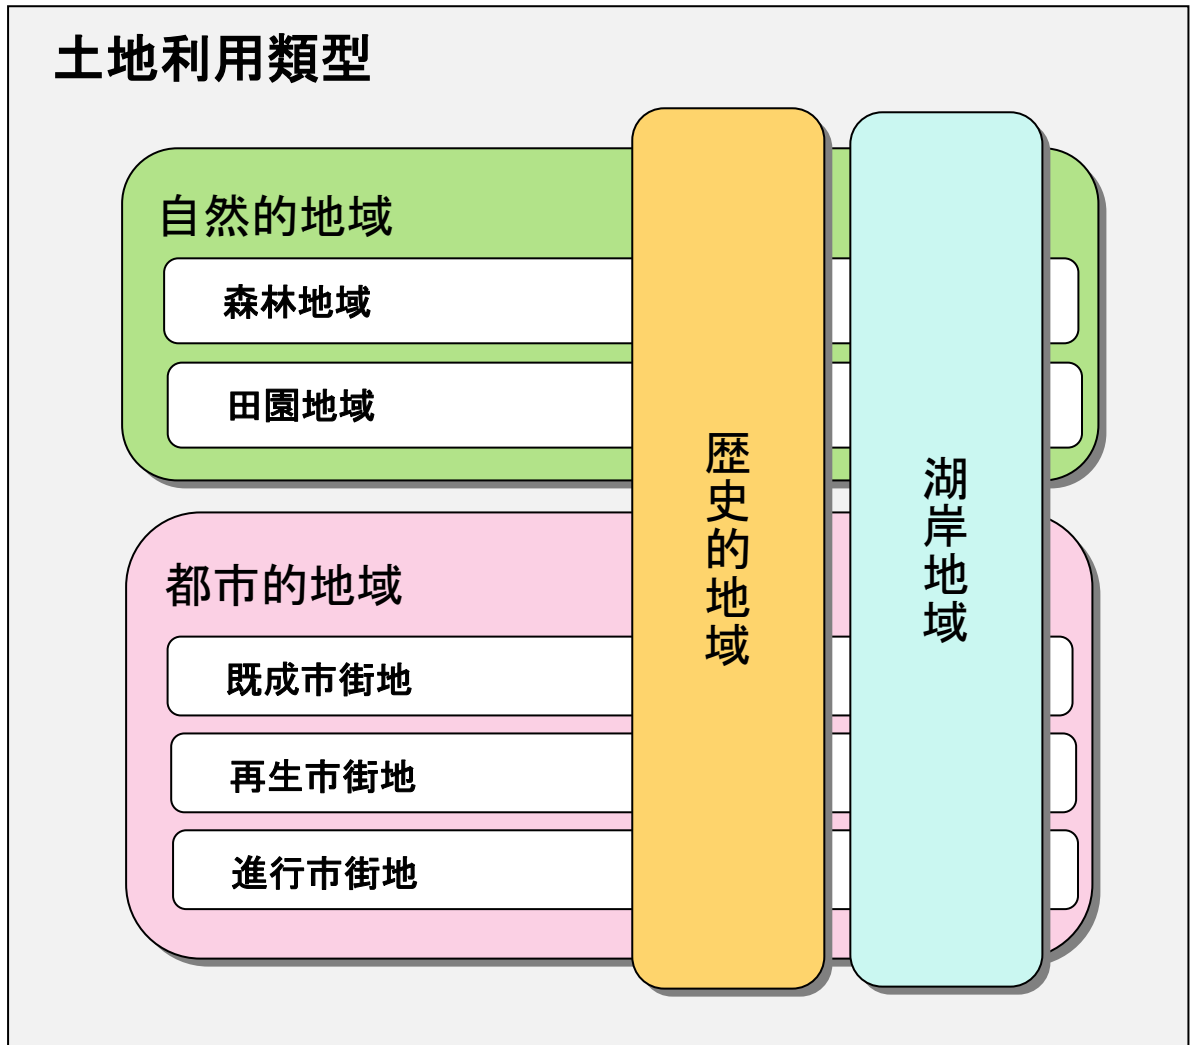 土地利用類型
自然的地域
森林地域
田園地域
都市的地域
既成市街地
再生市街地
進行市街地
歴史的地域
湖岸地域